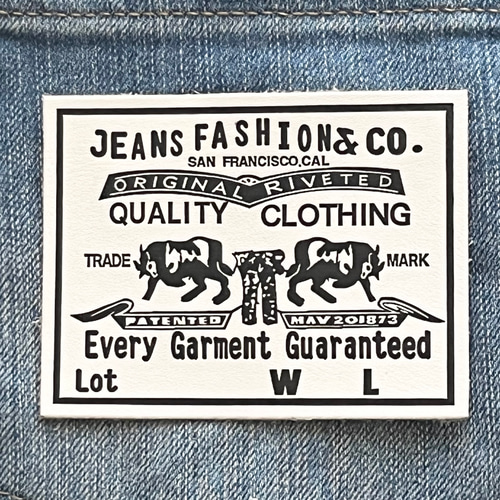 JEANS FASHION & CO.
SAN FRANCISCO,CAL
ORIGINAL RIVETED
QUALITY CLOTHING
TRADE MARK
PATENTED MAY 20 1873
Every Garment Guaranteed
Lot W L